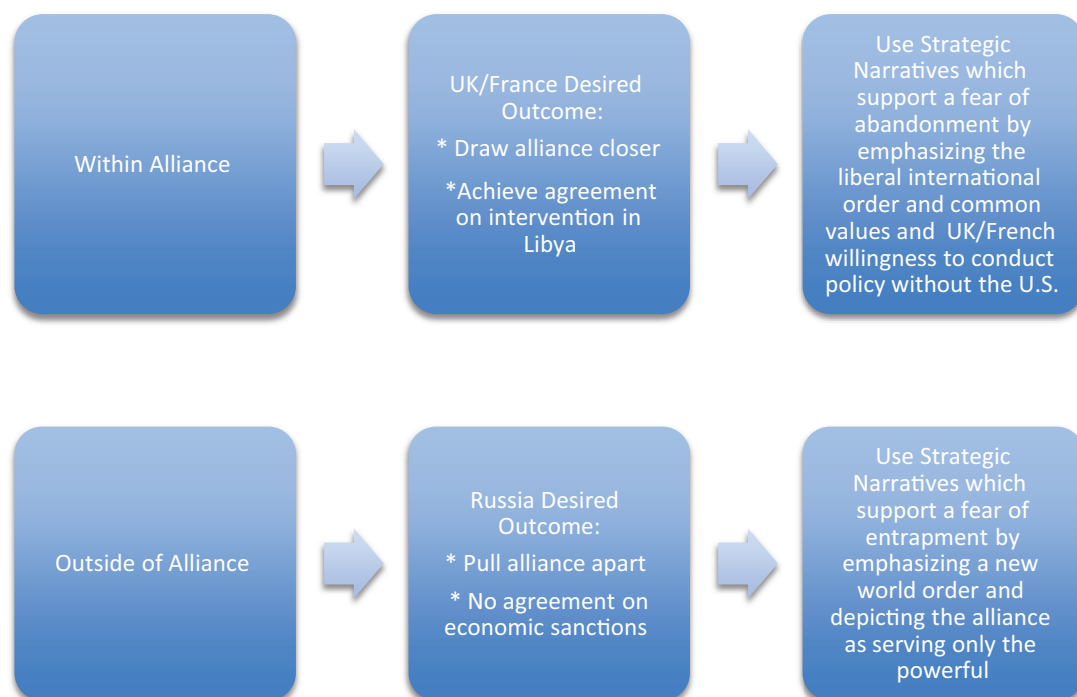 Within Alliance
UK/France Desired
Outcome:
* Draw alliance closer
*Achieve agreement
on intervention in
Libya
Use Strategic
Narratives which
support a fear of
abandonment by
emphasizing the
liberal international
order and common
values and UK/French
willingness to conduct
policy without the U.S.
Outside of Alliance
Russia Desired
Outcome:
* Pull alliance apart
* No agreement on
economic sanctions
Use Strategic
Narratives which
support a fear of
entrapment by
emphasizing a new
world order and
depicting the alliance
as serving only the
powerful